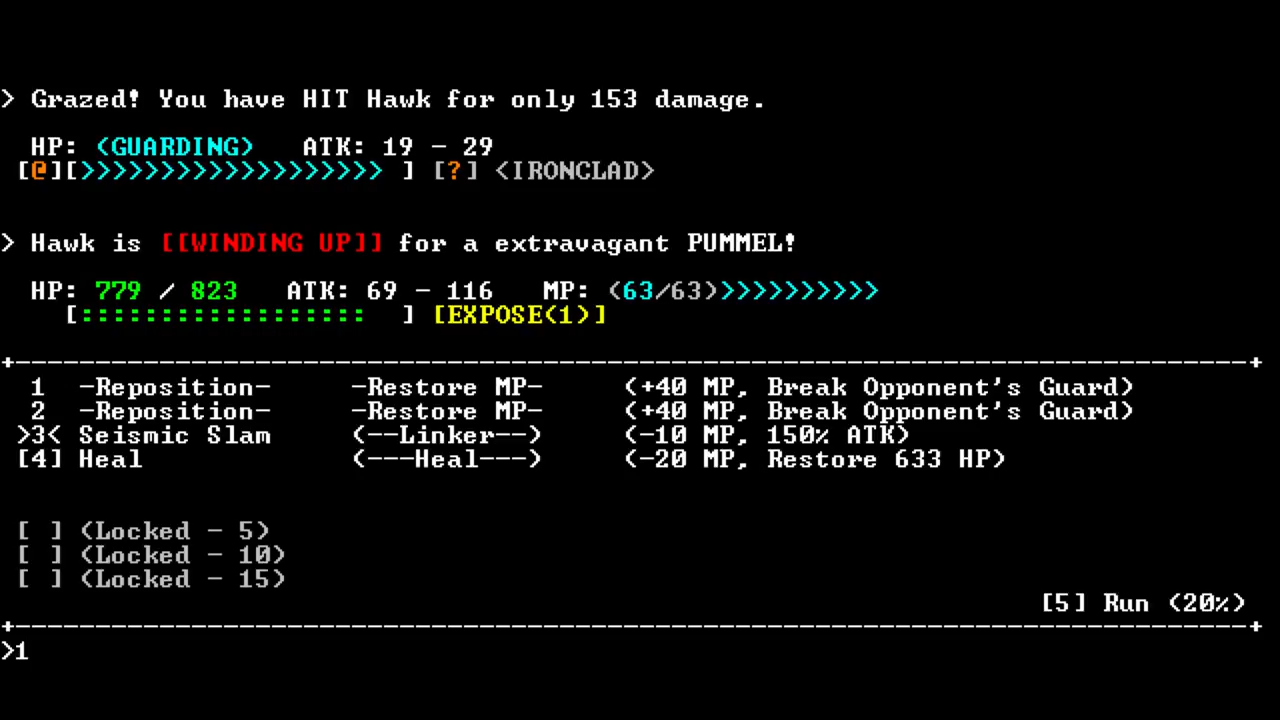 > Grazed! You have HIT Hawk for only 153 damage.
HP: (GUARDING) ATK: 19 - 29
[@][>>>>>>>>>>>>>>>>>>> ] [?] <IRONCLAD>
> Hawk is [[WINDING UP]] for a extravagant PUMMEL!
HP: 779 / 823 ATK: 69 - 116 MP: (63/63)>>>>>>>>>>
[:::::::::::::::::: ] [EXPOSE(1)]
+------------------------------------------------------------------------------+
1 -Reposition- -Restore MP- (+40 MP, Break Opponent's Guard)
2 -Reposition- -Restore MP- (+40 MP, Break Opponent's Guard)
>3< Seismic Slam (--Linker--) (-10 MP, 150% ATK)
[4] Heal (---Heal---) (-20 MP, Restore 633 HP)
[ ] (Locked - 5)
[ ] (Locked - 10)
[ ] (Locked - 15)
[5] Run (20%)
+------------------------------------------------------------------------------+
>1